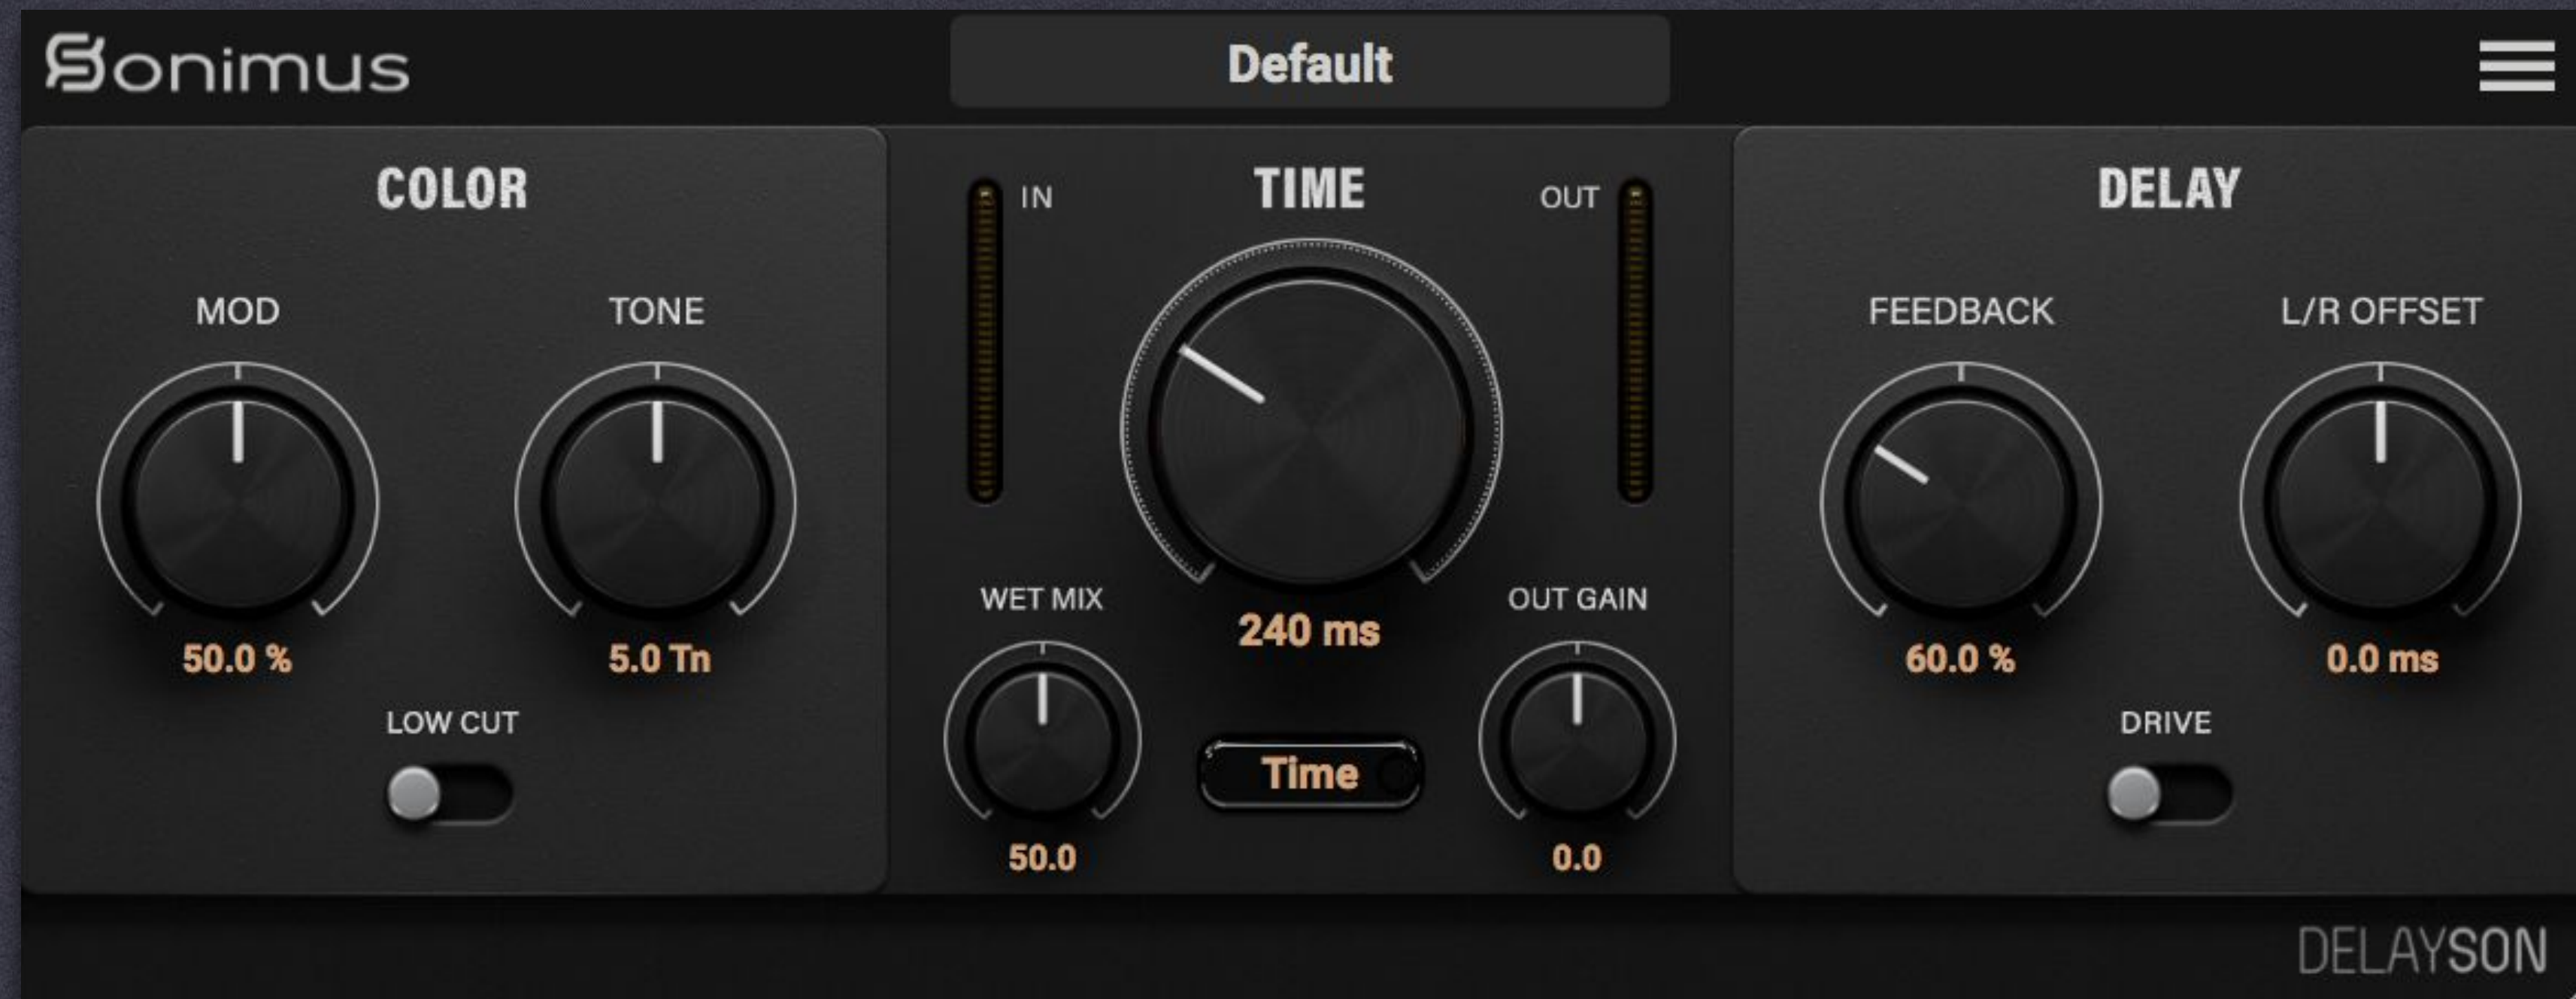 Sonimus
Default
COLOR
MOD
TONE
50.0 %
5.0 Tn
LOW CUT
IN
TIME
OUT
240 ms
WET MIX
OUT GAIN
Time
50.0
0.0
DELAY
FEEDBACK
L/R OFFSET
60.0 %
0.0 ms
DRIVE
DELAYSON